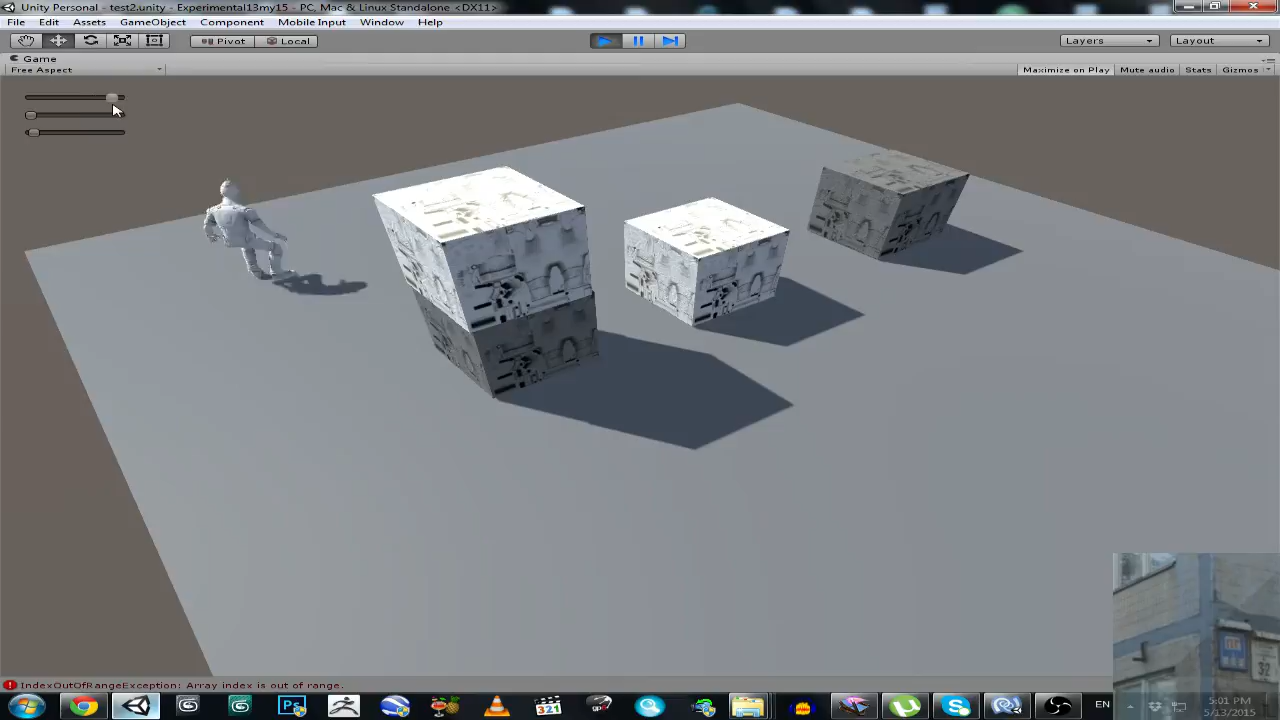 Unity Personal - test2.unity - Experimental13my15 - PC, Mac & Linux Standalone <DX11>
File Edit Assets GameObject Component Mobile Input Window Help
Pivot Local Layers Layout
Game
Free Aspect Maximize on Play Mute audio Stats Gizmos
32
IndexOutOfRangeException: Array index is out of range.
321
EN
5:01 PM
5/13/2015